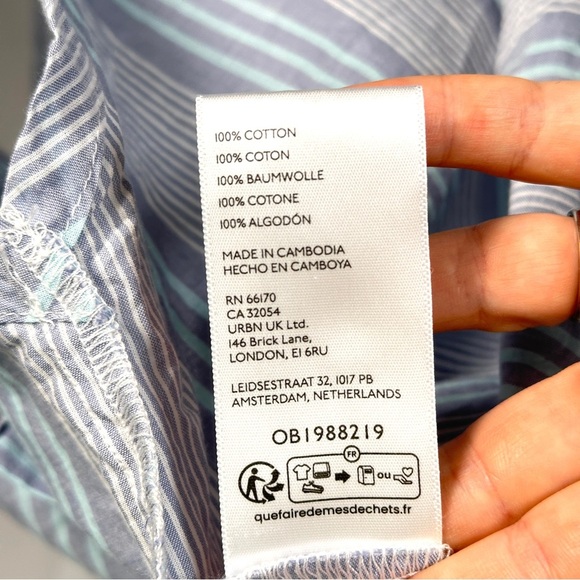 100% COTTON
100% COTON
100% BAUMWOLLE
100% COTONE
100% ALGODÓN
MADE IN CAMBODIA
HECHO EN CAMBOYA
RN 66170
CA 32054
URBN UK Ltd.
146 Brick Lane,
LONDON, E1 6RU
LEIDSESTRAAT 32, 1017 PB
AMSTERDAM, NETHERLANDS
OB1988219
FR
ou
quefairedemesdechets.fr